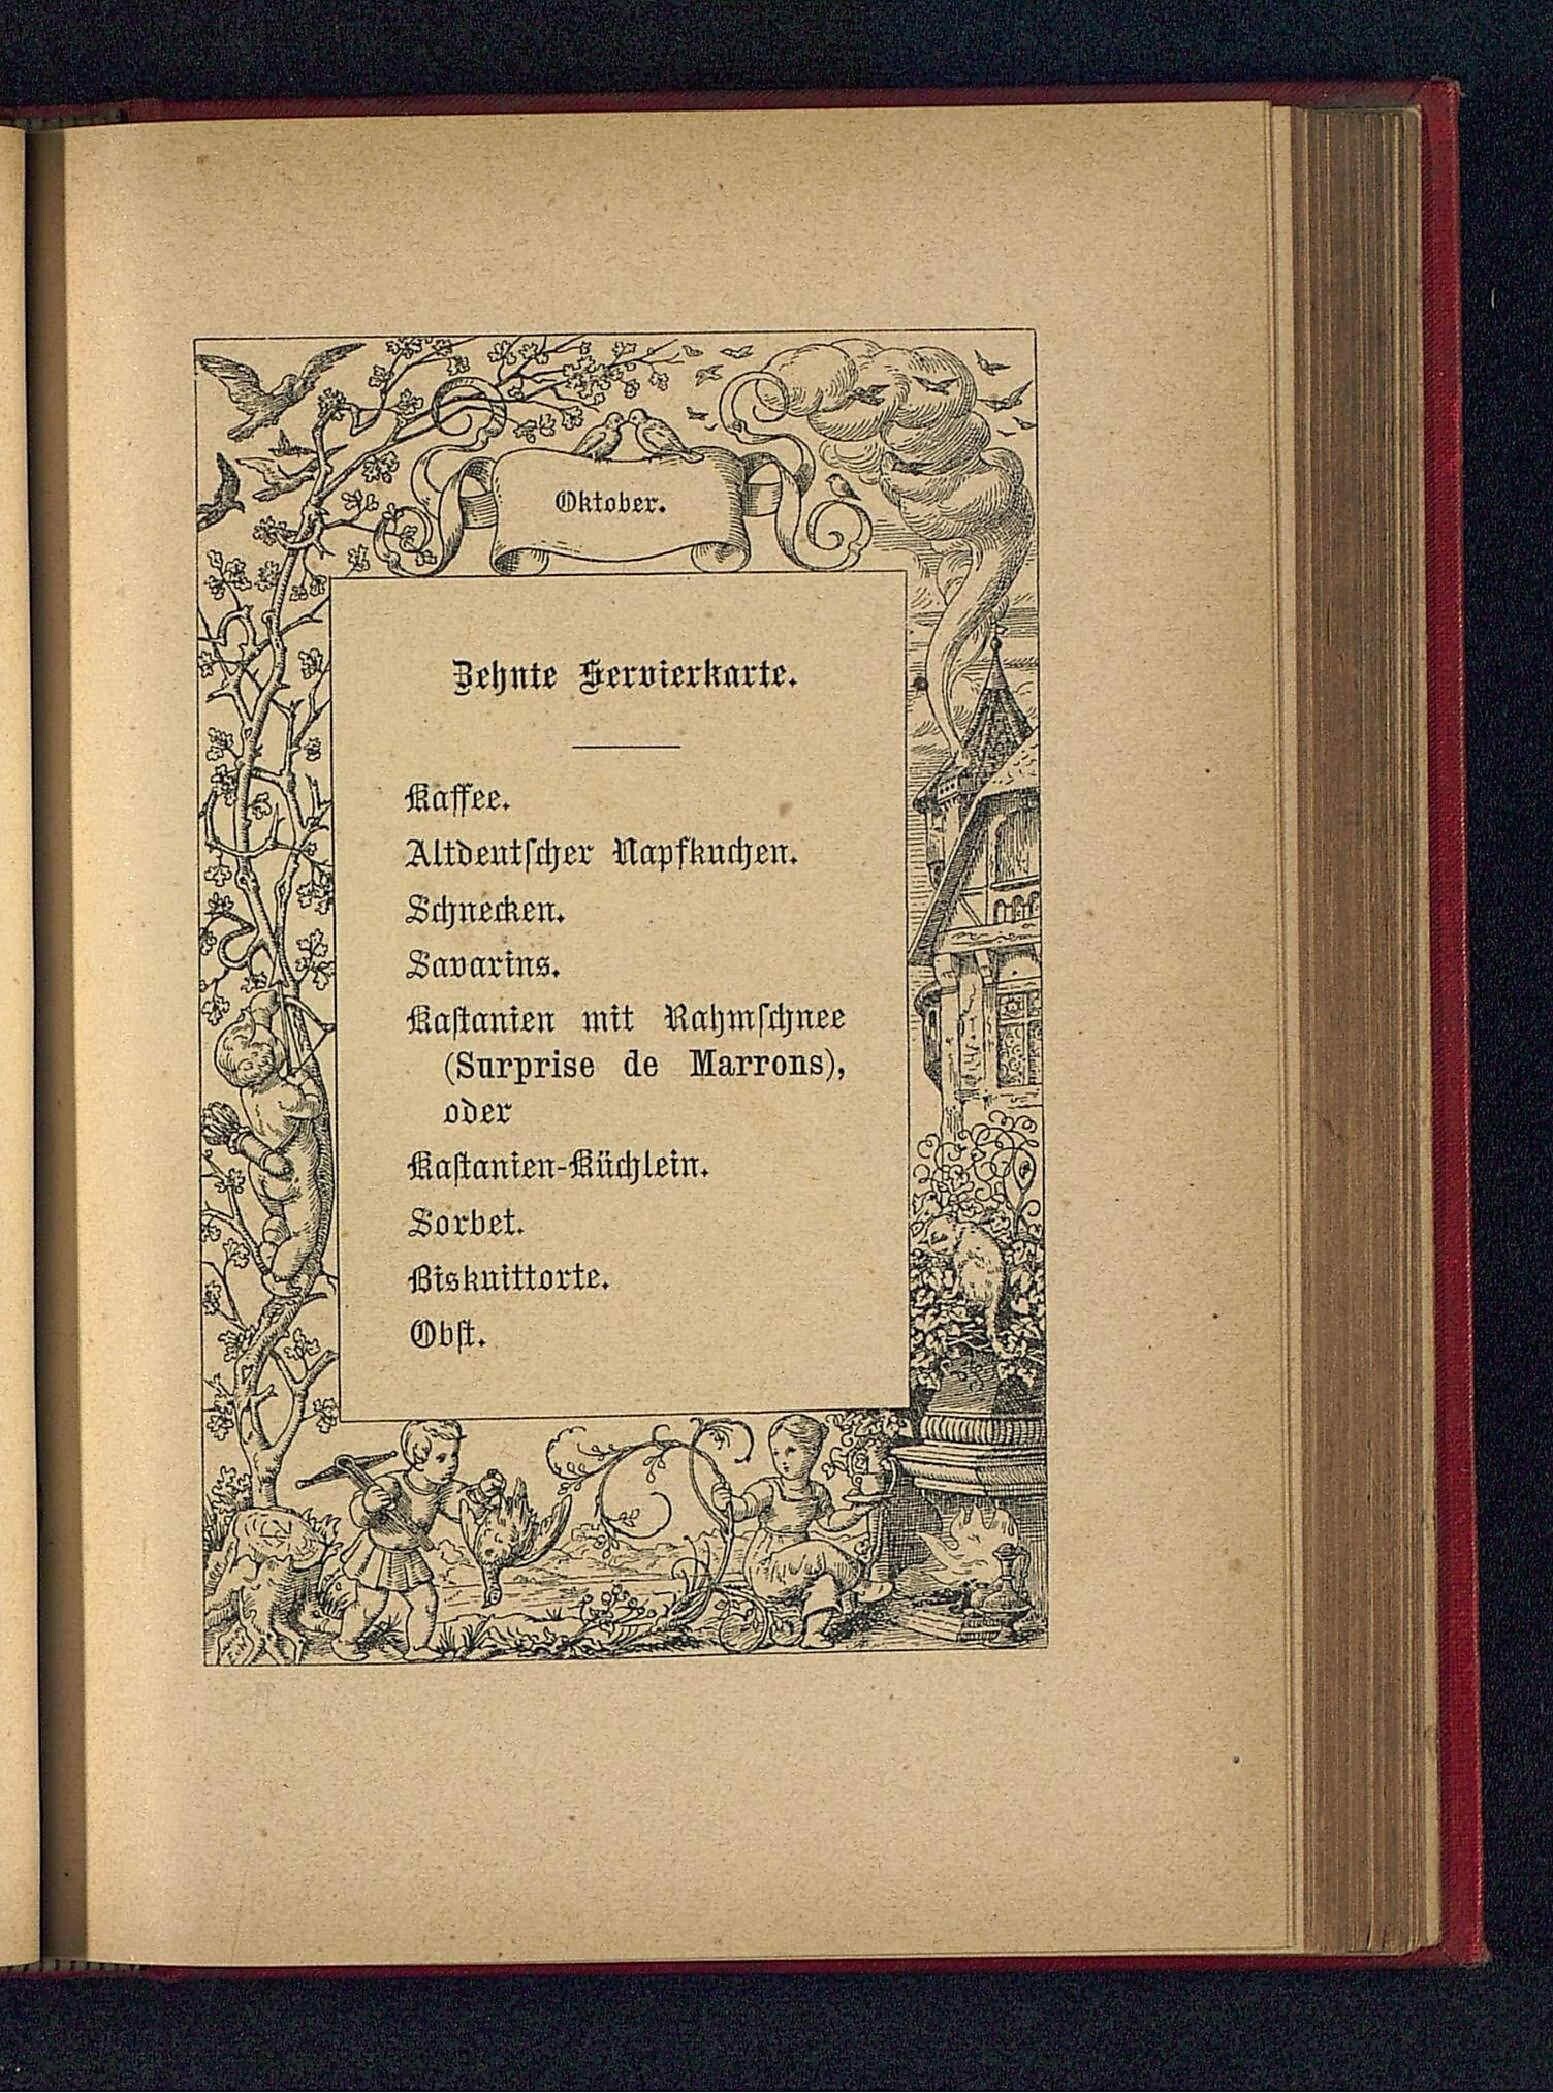 Oktober.
Zehnte Servierkarte.
Kaffee.
Altdeutscher Napfkuchen.
Schnecken.
Savarins.
Kastanien mit Rahmschnee
(Surprise de Marrons),
oder
Kastanien-Küchlein.
Sorbet.
Biskuittorte.
Obst.